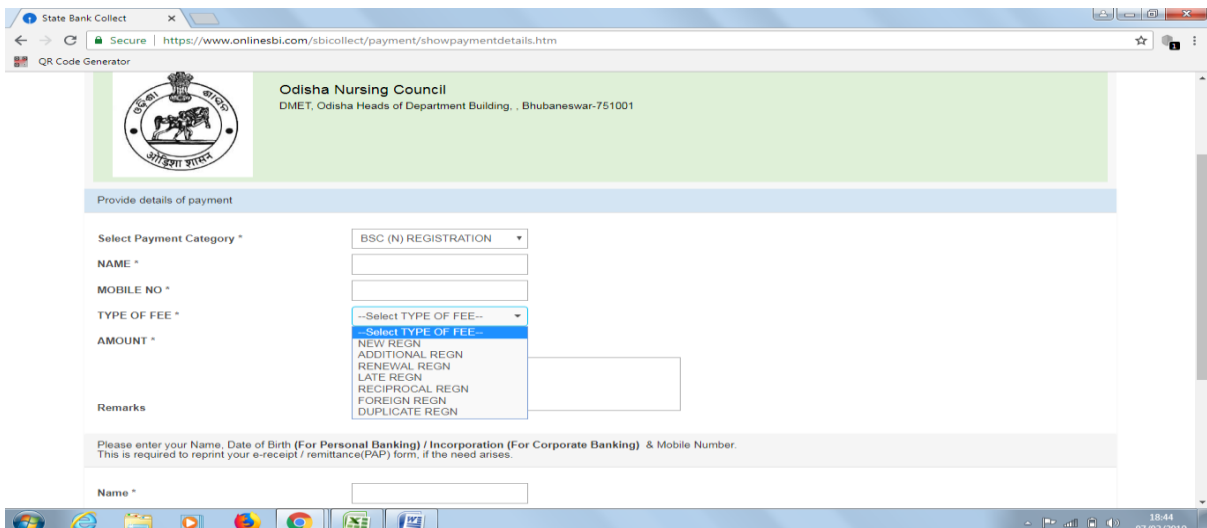 State Bank Collect
Secure | https://www.onlinesbi.com/sbicollect/payment/showpaymentdetails.htm
QR Code Generator
Odisha Nursing Council
DMET, Odisha Heads of Department Building, , Bhubaneswar-751001
ओड़िशा शासन
Provide details of payment
Select Payment Category * BSC (N) REGISTRATION
NAME *
MOBILE NO *
TYPE OF FEE * --Select TYPE OF FEE--
--Select TYPE OF FEE--
AMOUNT * NEW REGN
ADDITIONAL REGN
RENEWAL REGN
LATE REGN
RECIPROCAL REGN
Remarks FOREIGN REGN
DUPLICATE REGN
Please enter your Name, Date of Birth (For Personal Banking) / Incorporation (For Corporate Banking) & Mobile Number.
This is required to reprint your e-receipt / remittance(PAP) form, if the need arises.
Name *
18:44